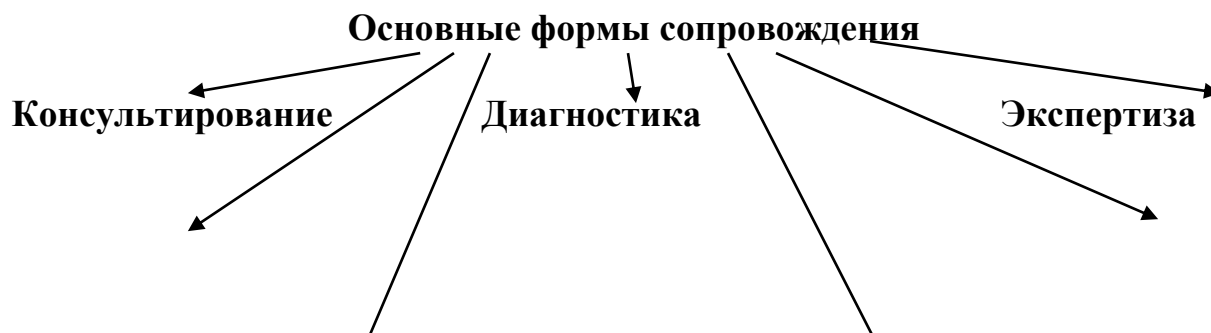 Основные формы сопровождения
Консультирование Диагностика Экспертиза